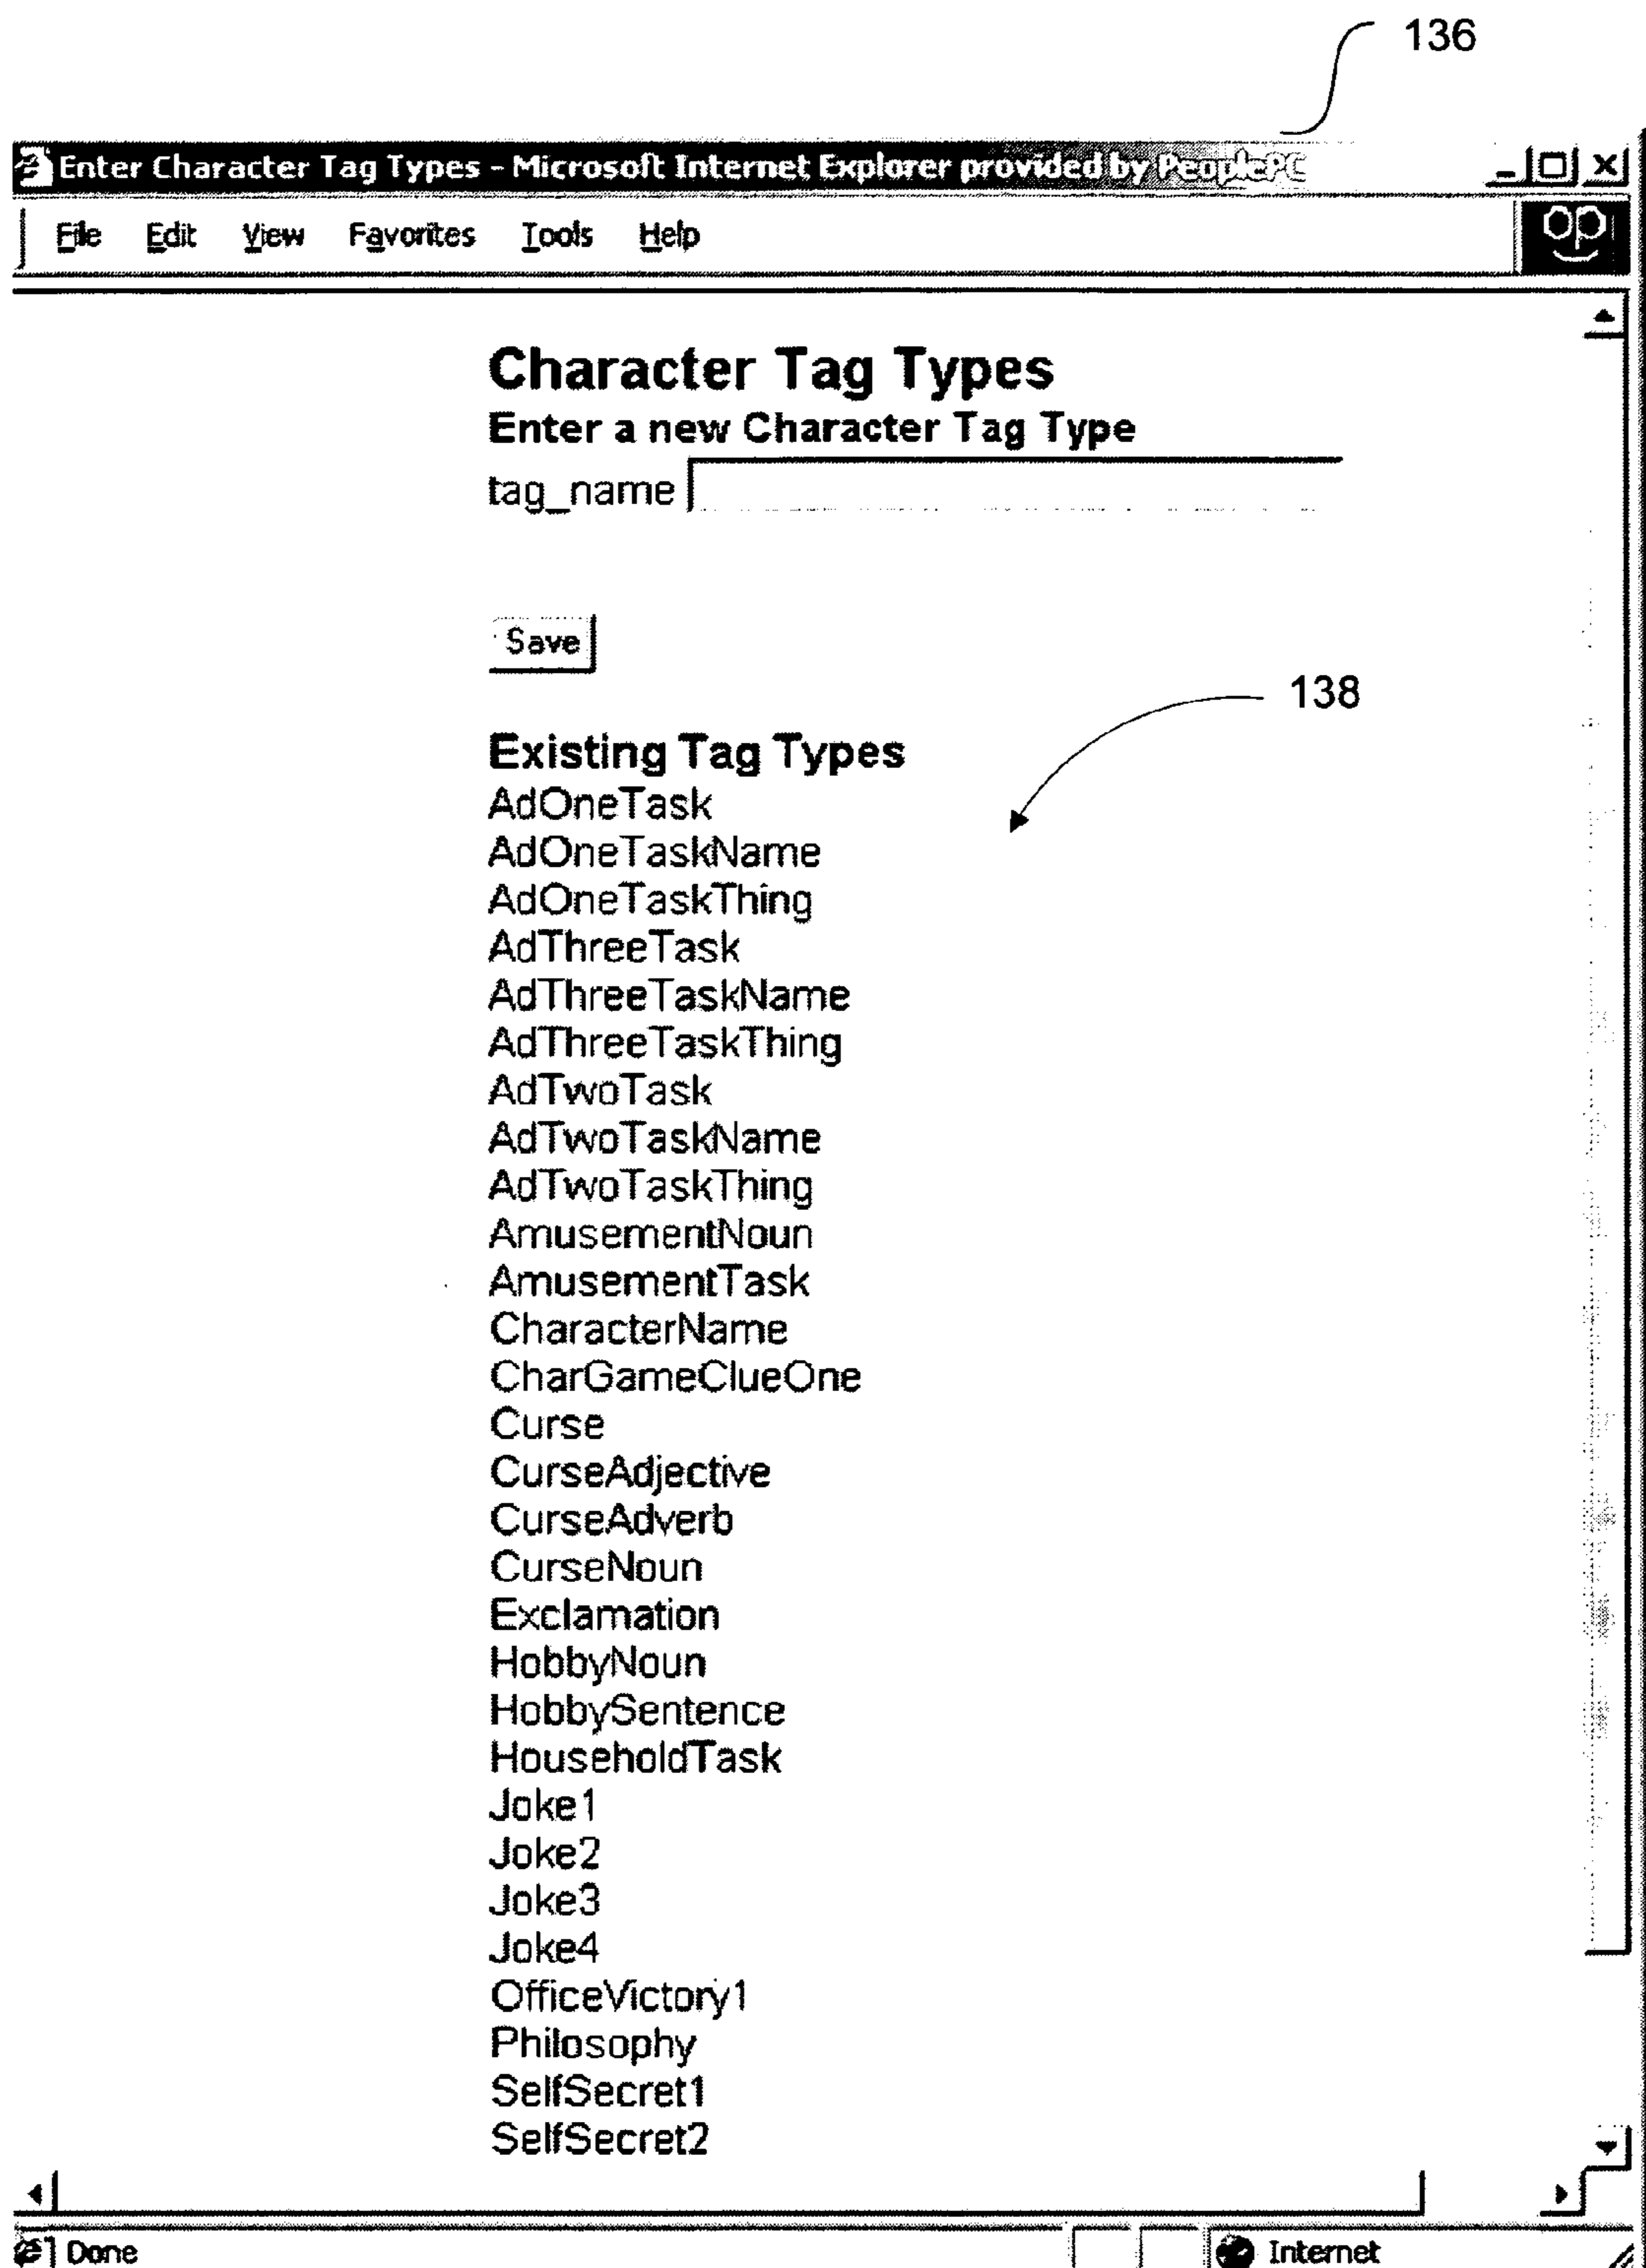 136
Enter Character Tag Types - Microsoft Internet Explorer provided by PeoplePC
File Edit View Favorites Tools Help
Character Tag Types
Enter a new Character Tag Type
tag_name
Save
138
Existing Tag Types
AdOneTask
AdOneTaskName
AdOneTaskThing
AdThreeTask
AdThreeTaskName
AdThreeTaskThing
AdTwoTask
AdTwoTaskName
AdTwoTaskThing
AmusementNoun
AmusementTask
CharacterName
CharGameClueOne
Curse
CurseAdjective
CurseAdverb
CurseNoun
Exclamation
HobbyNoun
HobbySentence
HouseholdTask
Joke1
Joke2
Joke3
Joke4
OfficeVictory1
Philosophy
SelfSecret1
SelfSecret2
Done Internet